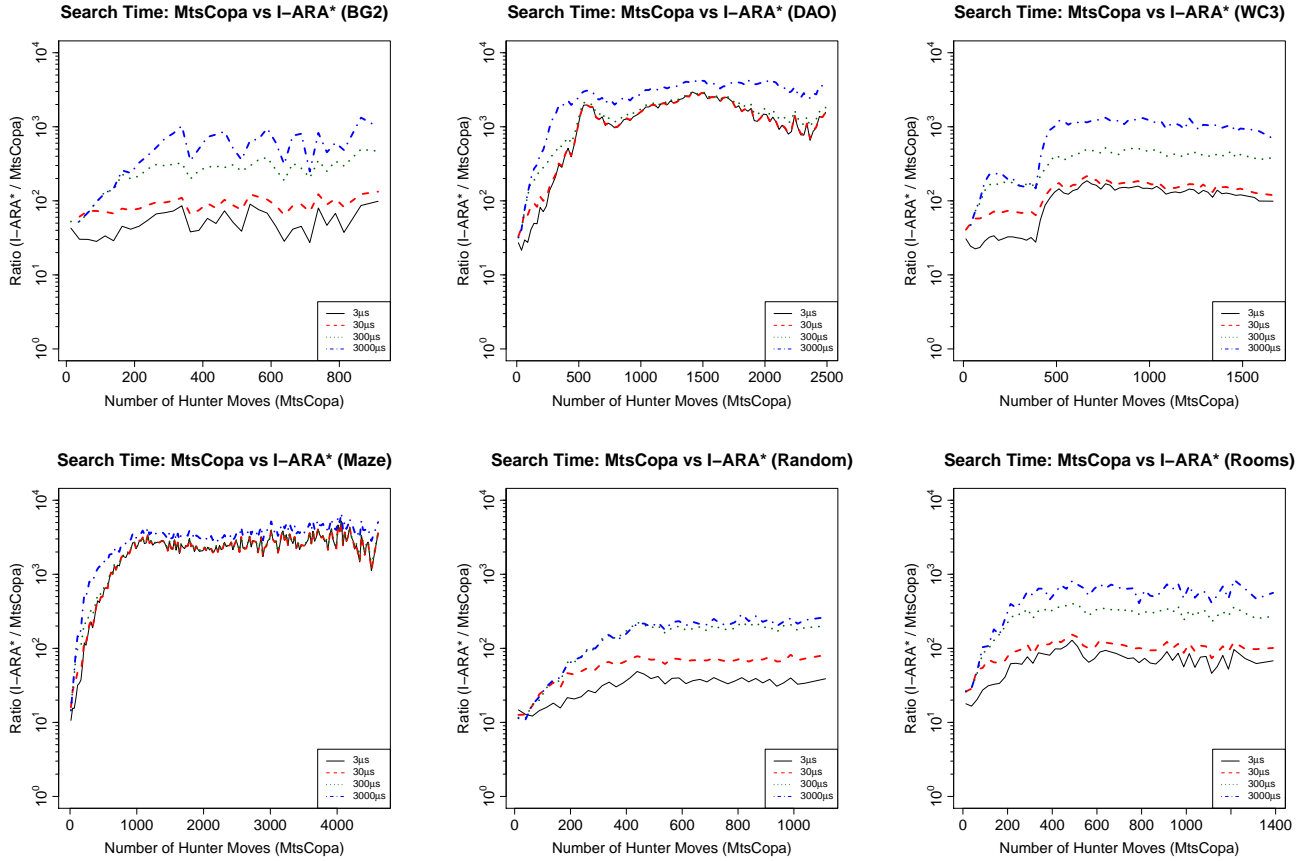 Search Time: MtsCopa vs I−ARA* (BG2)
Ratio (I−ARA* / MtsCopa)
10^4
10^3
10^2
10^1
10^0
0 200 400 600 800
Number of Hunter Moves (MtsCopa)
3µs
30µs
300µs
3000µs
Search Time: MtsCopa vs I−ARA* (DAO)
Ratio (I−ARA* / MtsCopa)
10^4
10^3
10^2
10^1
10^0
0 500 1000 1500 2000 2500
Number of Hunter Moves (MtsCopa)
3µs
30µs
300µs
3000µs
Search Time: MtsCopa vs I−ARA* (WC3)
Ratio (I−ARA* / MtsCopa)
10^4
10^3
10^2
10^1
10^0
0 500 1000 1500
Number of Hunter Moves (MtsCopa)
3µs
30µs
300µs
3000µs
Search Time: MtsCopa vs I−ARA* (Maze)
Ratio (I−ARA* / MtsCopa)
10^4
10^3
10^2
10^1
10^0
0 1000 2000 3000 4000
Number of Hunter Moves (MtsCopa)
3µs
30µs
300µs
3000µs
Search Time: MtsCopa vs I−ARA* (Random)
Ratio (I−ARA* / MtsCopa)
10^4
10^3
10^2
10^1
10^0
0 200 400 600 800 1000
Number of Hunter Moves (MtsCopa)
3µs
30µs
300µs
3000µs
Search Time: MtsCopa vs I−ARA* (Rooms)
Ratio (I−ARA* / MtsCopa)
10^4
10^3
10^2
10^1
10^0
0 200 400 600 800 1000 1200 1400
Number of Hunter Moves (MtsCopa)
3µs
30µs
300µs
3000µs